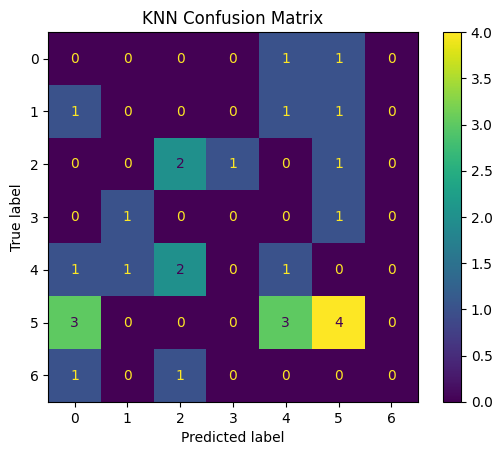 KNN Confusion Matrix
0 0 0 0 0 1 1 0
1 1 0 0 0 1 1 0
2 0 0 2 1 0 1 0
3 0 1 0 0 0 1 0
4 1 1 2 0 1 0 0
5 3 0 0 0 3 4 0
6 1 0 1 0 0 0 0
0 1 2 3 4 5 6
Predicted label
True label
4.0
3.5
3.0
2.5
2.0
1.5
1.0
0.5
0.0